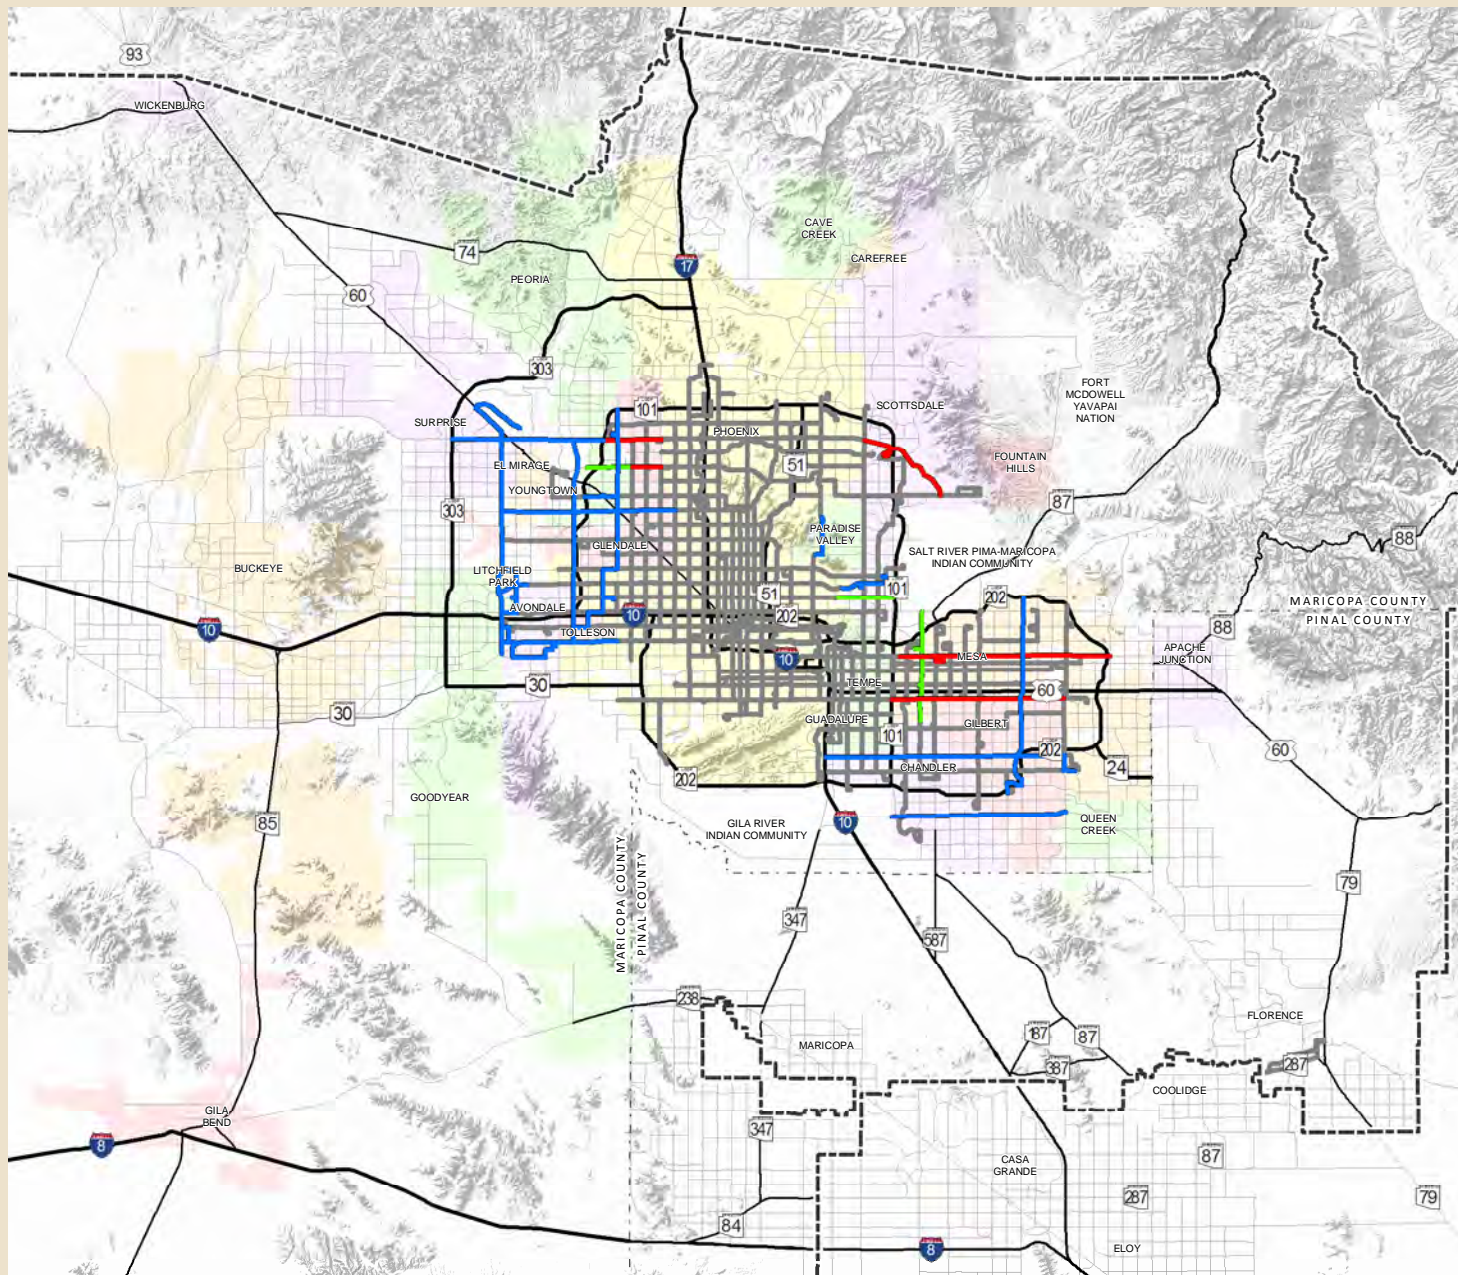 93
WICKENBURG
CAVE
CREEK
CAREFREE
74
17
PEORIA
60
303
FORT
MCDOWELL
YAVAPAI
NATION
SCOTTSDALE
101
SURPRISE
PHOENIX
FOUNTAIN
HILLS
EL MIRAGE
51
YOUNGTOWN
87
303
PARADISE
VALLEY
88
GLENDALE
SALT RIVER PIMA-MARICOPA
INDIAN COMMUNITY
BUCKEYE
LITCHFIELD
PARK
101
51
202
MARICOPA COUNTY
PINAL COUNTY
AVONDALE
10
202
10
88
TOLLESON
APACHE
JUNCTION
MESA
10
TEMPE
30
60
30
GUADALUPE
GILBERT
101
202
60
CHANDLER
24
202
GOODYEAR
85
10
GILA RIVER
INDIAN COMMUNITY
QUEEN
CREEK
MARICOPA COUNTY
PINAL COUNTY
79
347
587
238
FLORENCE
187
87
MARICOPA
287
387
COOLIDGE
GILA
BEND
347
8
87
CASA
GRANDE
287
79
84
8
ELOY